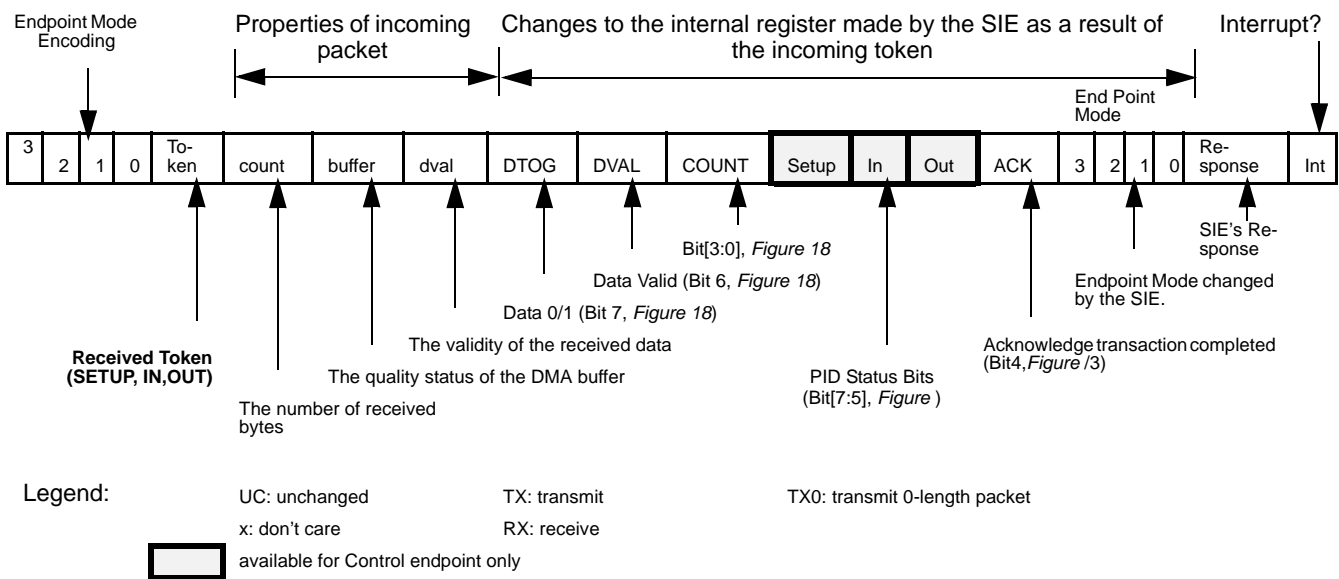 Endpoint Mode
Encoding
Properties of incoming
packet
Changes to the internal register made by the SIE as a result of
the incoming token
Interrupt?
End Point
Mode
3 2 1 0 To-
ken count buffer dval DTOG DVAL COUNT Setup In Out ACK 3 2 1 0 Re-
sponse Int
Bit[3:0], Figure 18
Data Valid (Bit 6, Figure 18)
Data 0/1 (Bit 7, Figure 18)
The validity of the received data
The quality status of the DMA buffer
The number of received
bytes
Received Token
(SETUP, IN,OUT)
PID Status Bits
(Bit[7:5], Figure )
Acknowledge transaction completed
(Bit4,Figure /3)
Endpoint Mode changed
by the SIE.
SIE's Re-
sponse
Legend:
UC: unchanged
TX: transmit
TX0: transmit 0-length packet
x: don't care
RX: receive
available for Control endpoint only